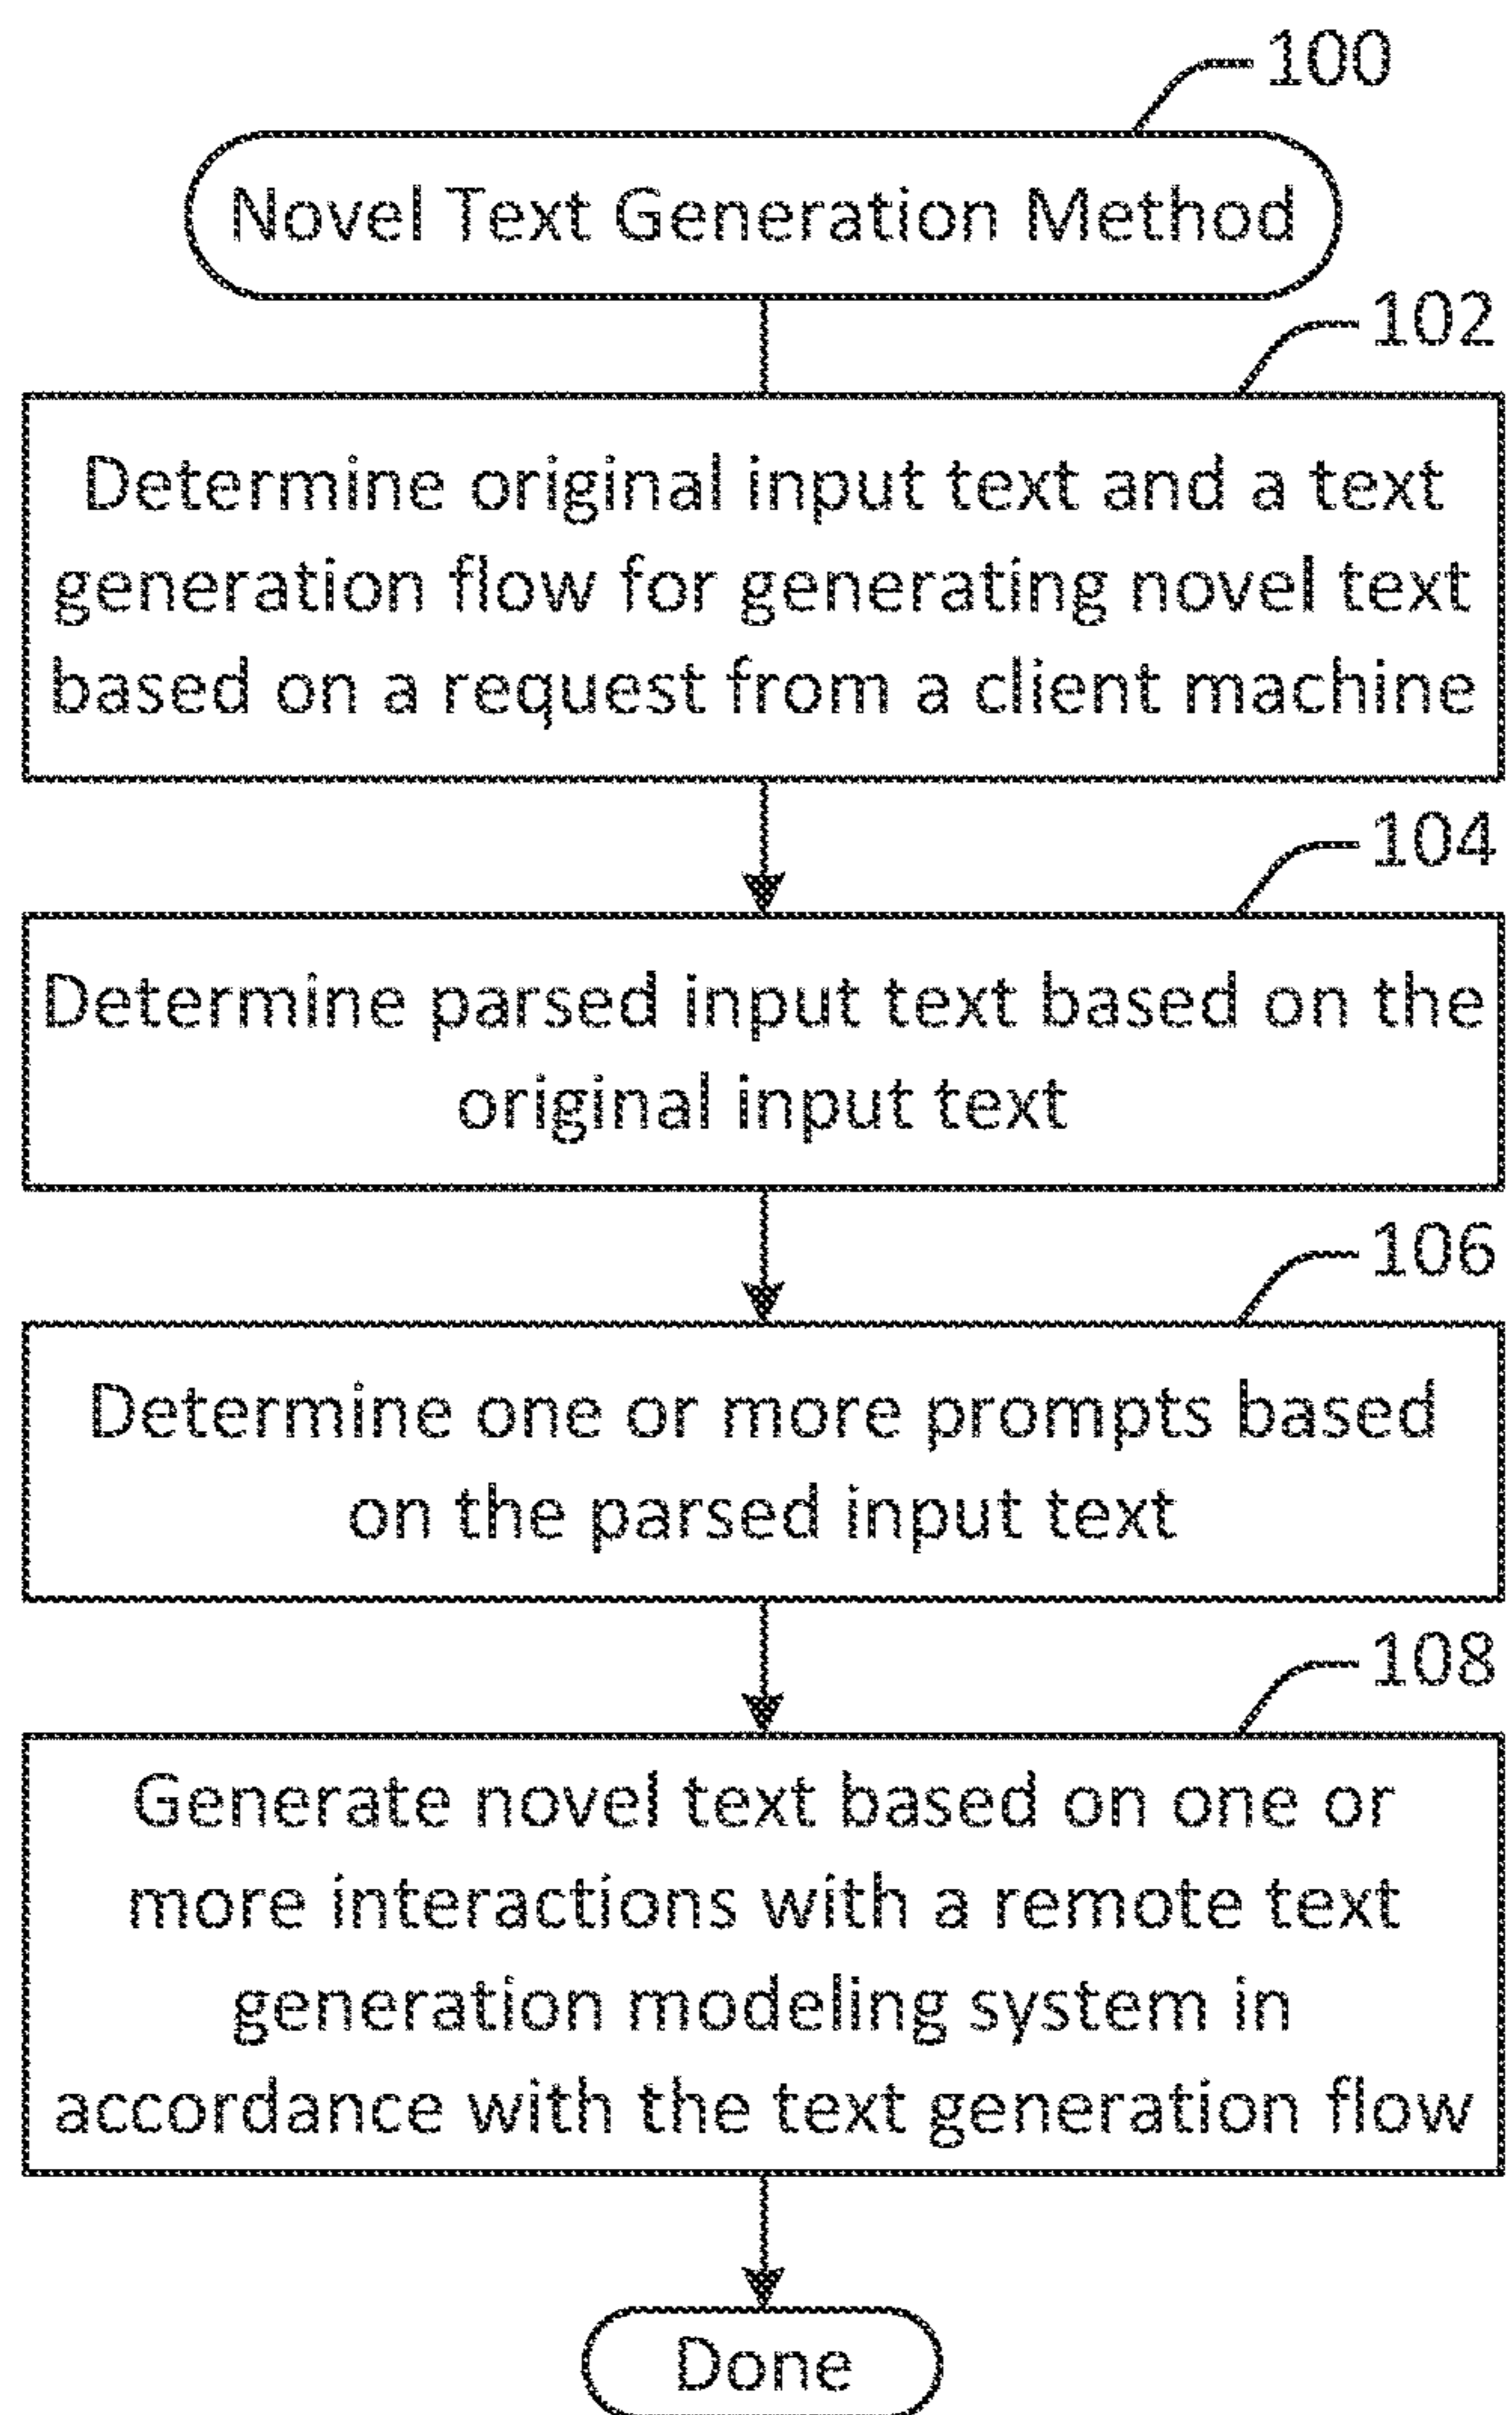 100
Novel Text Generation Method
102
Determine original input text and a text
generation flow for generating novel text
based on a request from a client machine
104
Determine parsed input text based on the
original input text
106
Determine one or more prompts based
on the parsed input text
108
Generate novel text based on one or
more interactions with a remote text
generation modeling system in
accordance with the text generation flow
Done